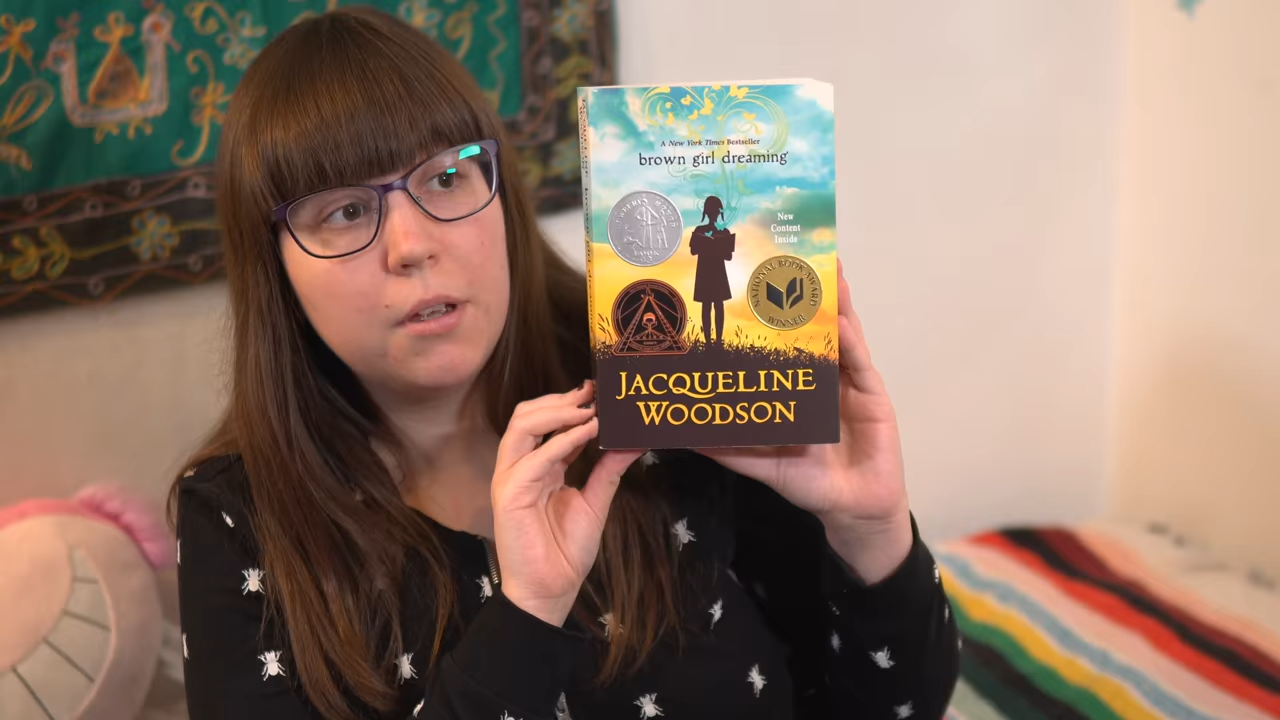 A New York Times Bestseller
brown girl dreaming
New
Content
Inside
NATIONAL BOOK AWARD
WINNER
JACQUELINE
WOODSON